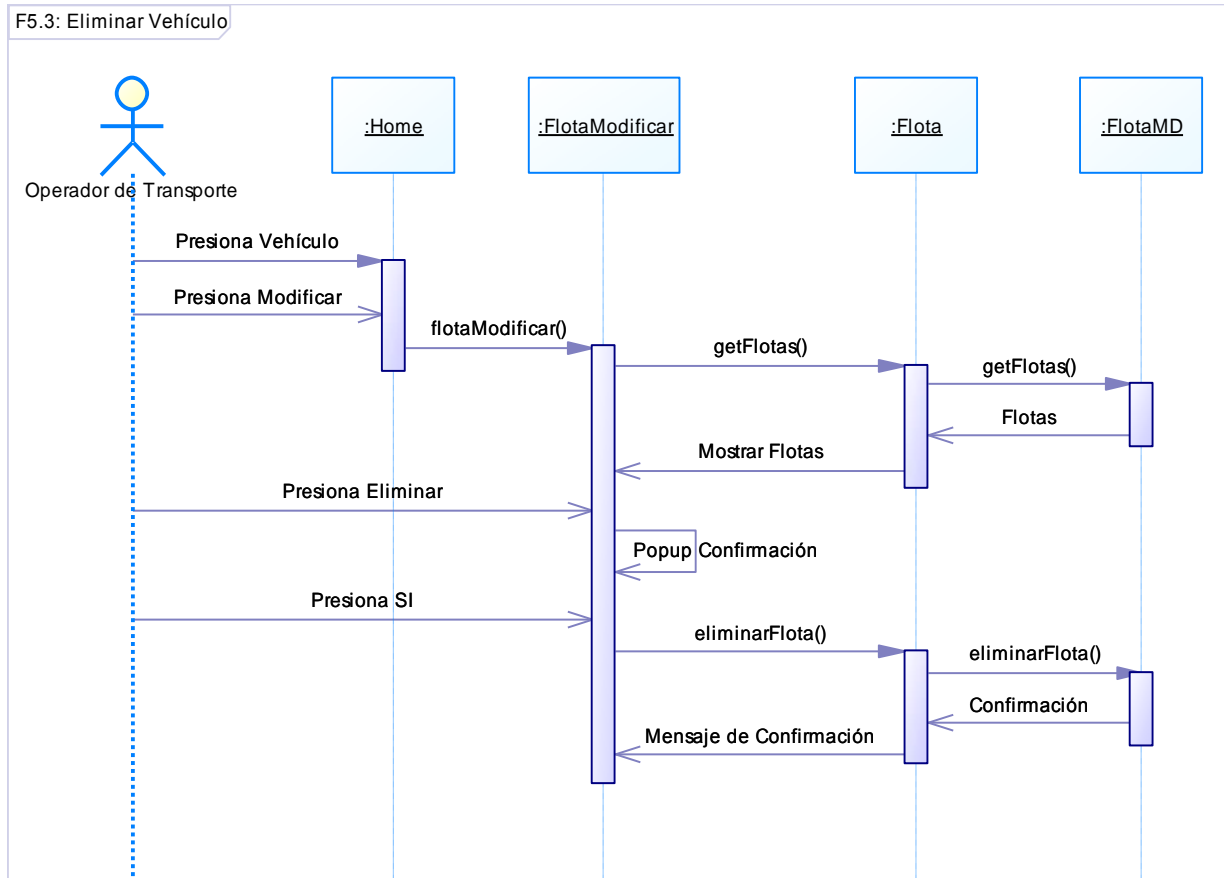 F5.3: Eliminar Vehículo
:Home
:FlotaModificar
:Flota
:FlotaMD
Operador de Transporte
Presiona Vehículo
Presiona Modificar
flotaModificar()
getFlotas()
getFlotas()
Flotas
Mostrar Flotas
Presiona Eliminar
Popup Confirmación
Presiona SI
eliminarFlota()
eliminarFlota()
Confirmación
Mensaje de Confirmación